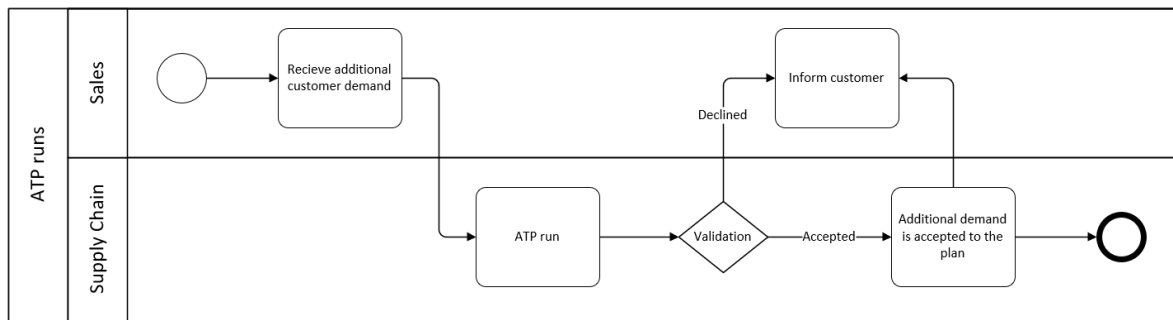 ATP runs
Sales
Supply Chain
Recieve additional
customer demand
Inform customer
Declined
ATP run
Validation
Accepted
Additional demand
is accepted to the
plan